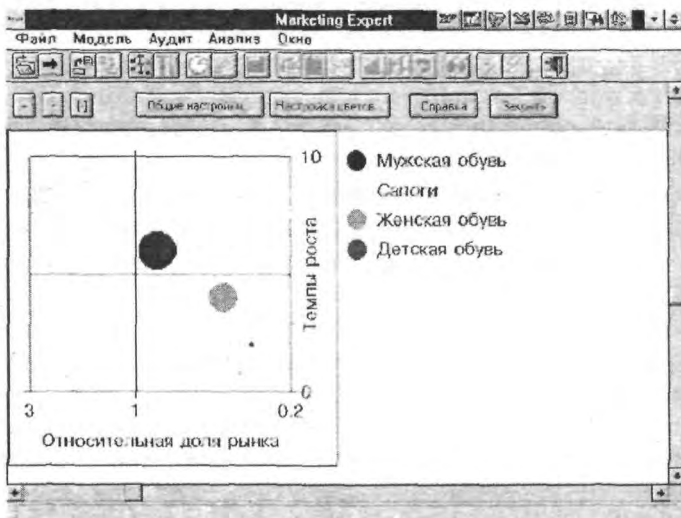 Marketing Expert
Файл Модель Аудит Анализ Окно
Общие настройки... Настройка цветов... Справка Закрыть
10
Темпы роста
0
3 1 0.2
Относительная доля рынка
Мужская обувь
Сапоги
Женская обувь
Детская обувь